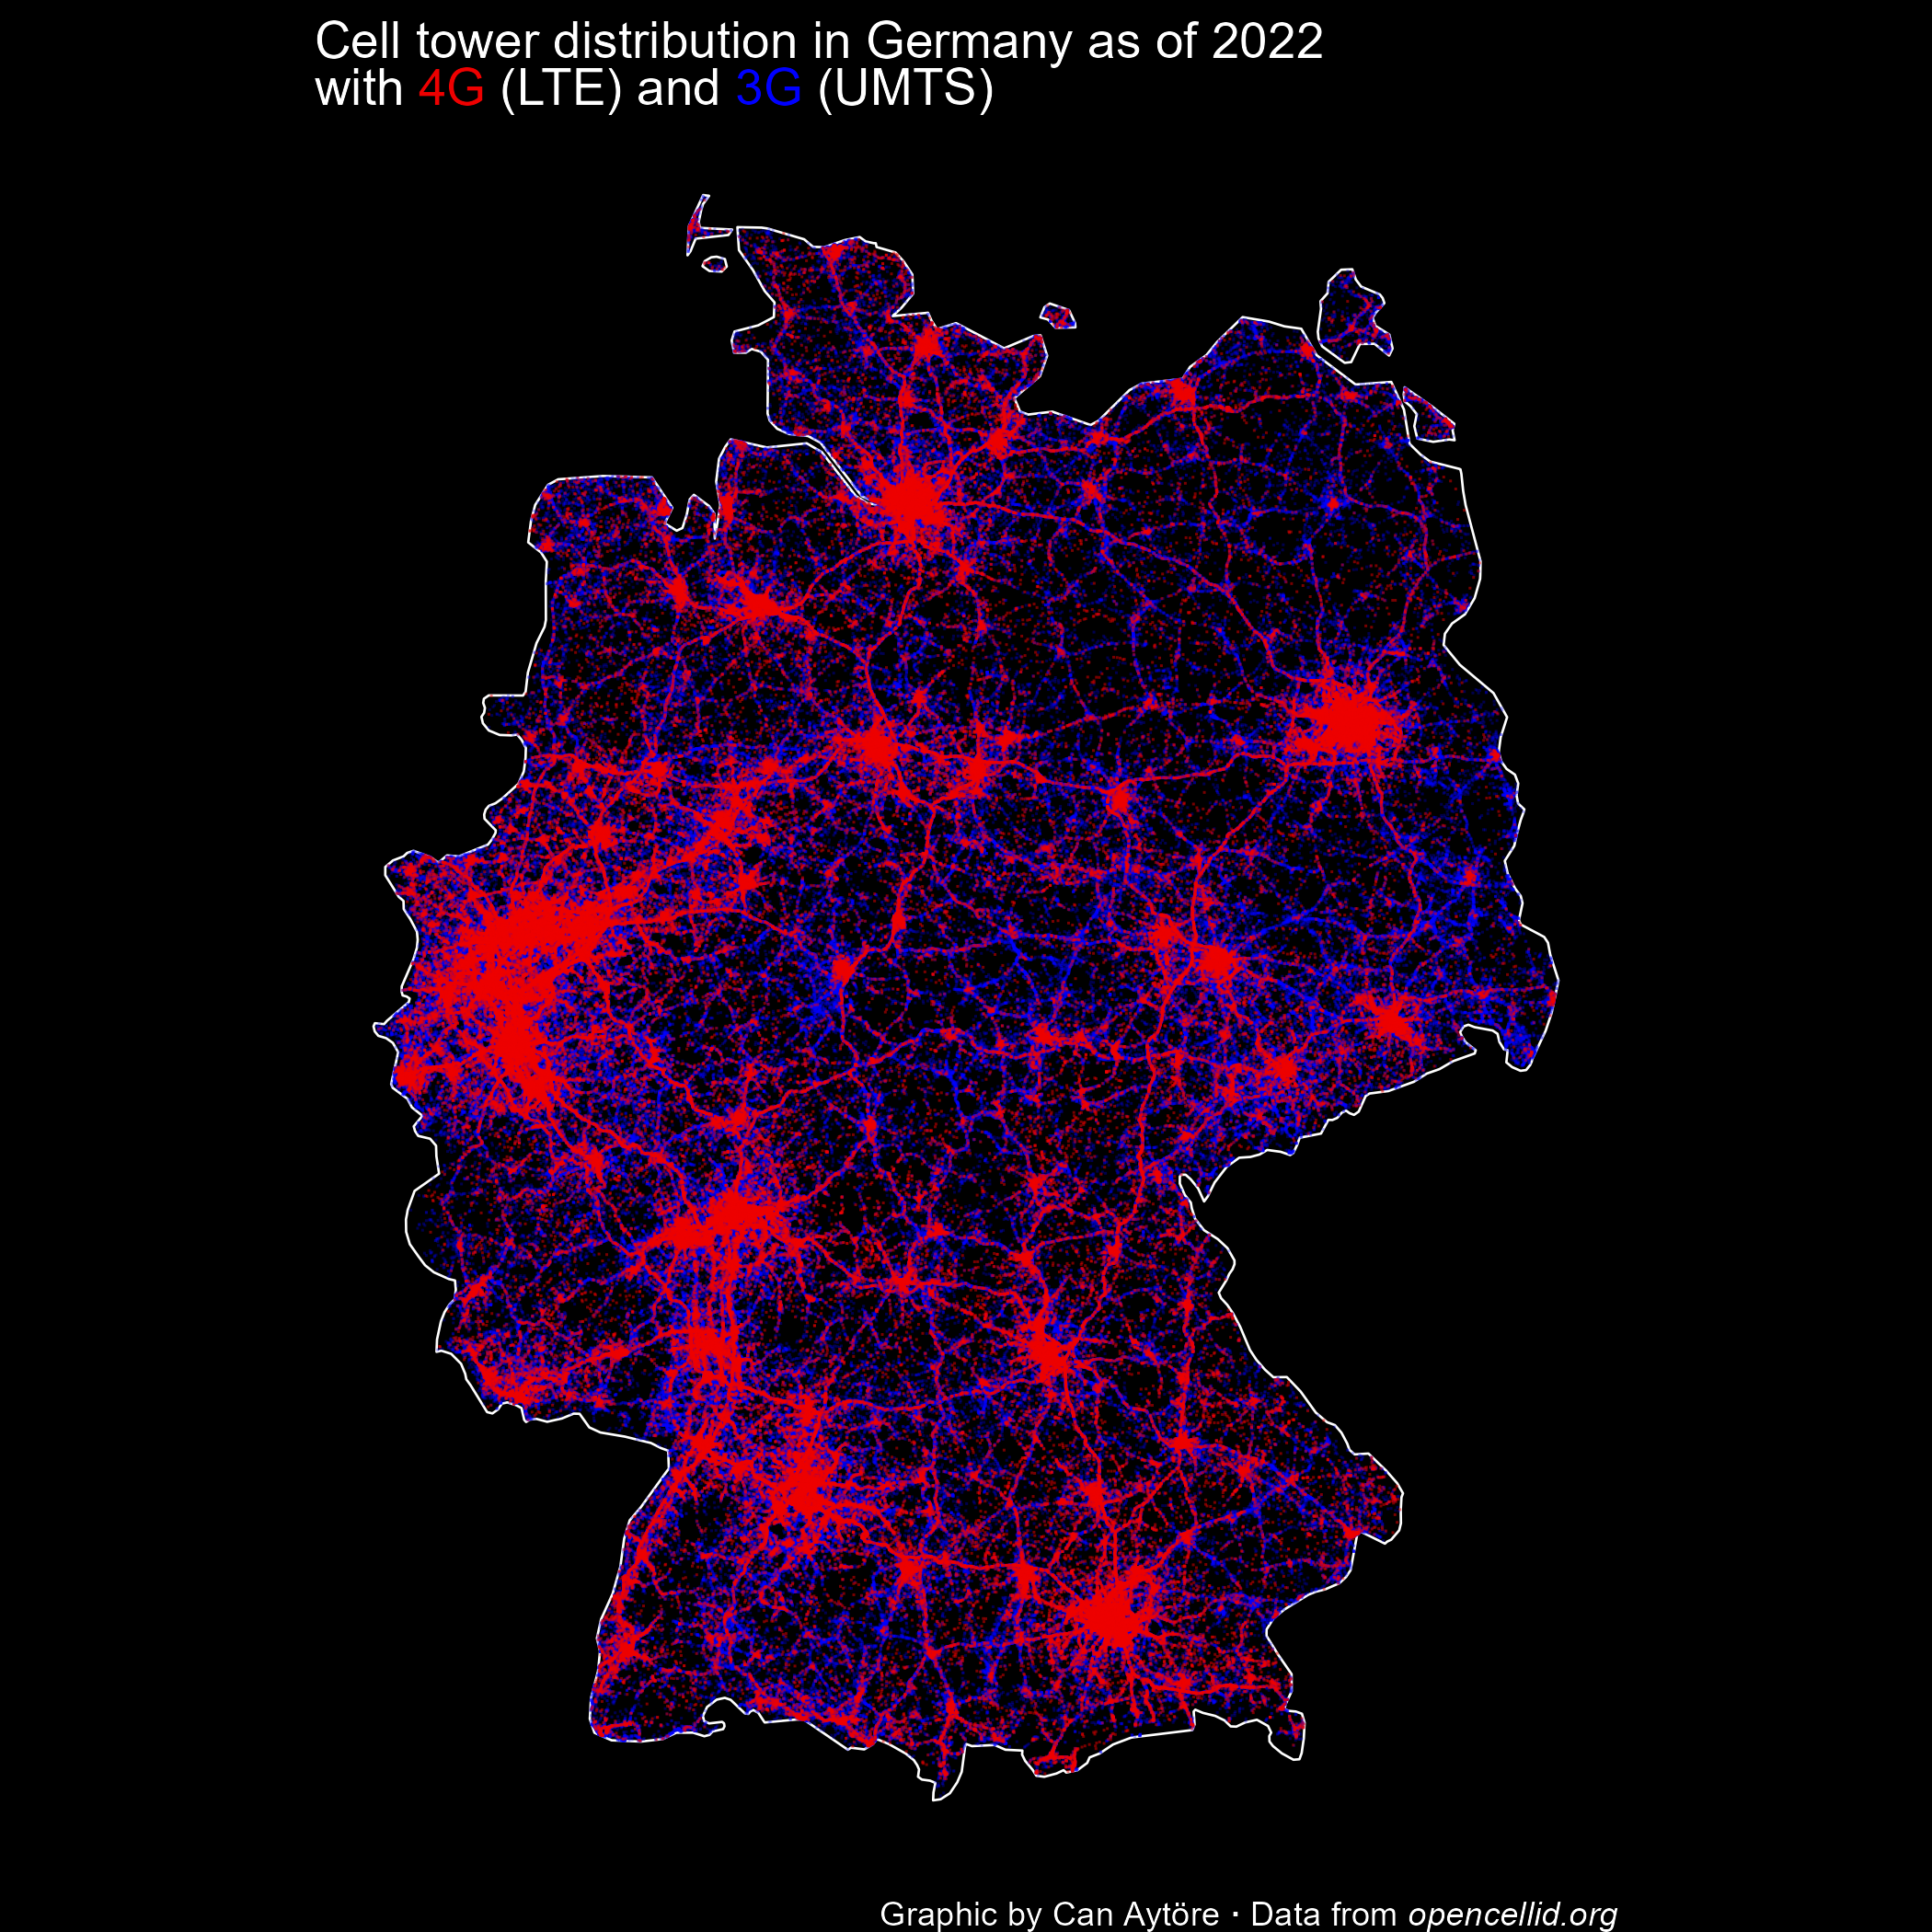 Cell tower distribution in Germany as of 2022
with 4G (LTE) and 3G (UMTS)
Graphic by Can Aytöre · Data from opencellid.org